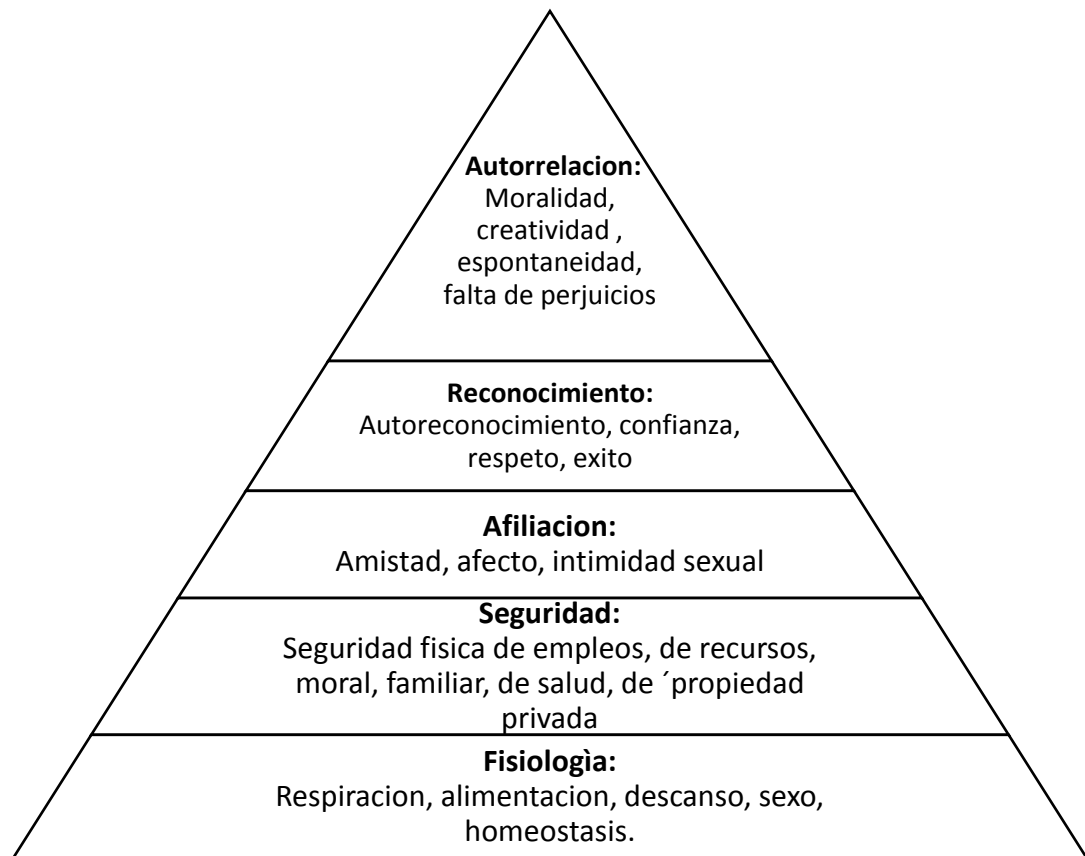 Autorrelacion:
Moralidad,
creatividad ,
espontaneidad,
falta de perjuicios
Reconocimiento:
Autoreconocimiento, confianza,
respeto, exito
Afiliacion:
Amistad, afecto, intimidad sexual
Seguridad:
Seguridad fisica de empleos, de recursos,
moral, familiar, de salud, de ´propiedad
privada
Fisiologìa:
Respiracion, alimentacion, descanso, sexo,
homeostasis.